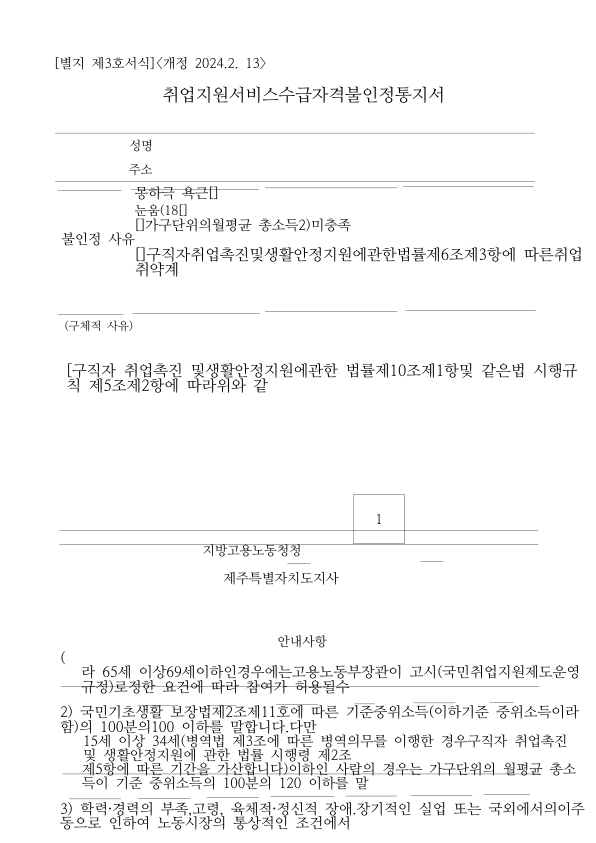 [별지 제3호서식]<개정 2024.2. 13>
취업지원서비스수급자격불인정통지서
성명
주소
몽하극 욕근[]
눈움(18[]
[]가구단위의월평균 총소득2)미충족
불인정 사유
[]구직자취업촉진및생활안정지원에관한법률제6조제3항에 따른취업
취약계
(구체적 사유)
[구직자 취업촉진 및생활안정지원에관한 법률제10조제1항및 같은법 시행규
칙 제5조제2항에 따라위와 같
1
지방고용노동청청
제주특별자치도지사
안내사항
(
라 65세 이상69세이하인경우에는고용노동부장관이 고시(국민취업지원제도운영
규정)로정한 요건에 따라 참여가 허용될수
2) 국민기초생활 보장법제2조제11호에 따른 기준중위소득(이하기준 중위소득이라
함)의 100분의100 이하를 말합니다.다만
15세 이상 34세(병역법 제3조에 따른 병역의무를 이행한 경우구직자 취업촉진
및 생활안정지원에 관한 법률 시행령 제2조
제5항에 따른 기간을 가산합니다)이하인 사람의 경우는 가구단위의 월평균 총소
득이 기준 중위소득의 100분의 120 이하를 말
3) 학력·경력의 부족,고령, 육체적·정신적 장애.장기적인 실업 또는 국외에서의이주
동으로 인하여 노동시장의 통상적인 조건에서